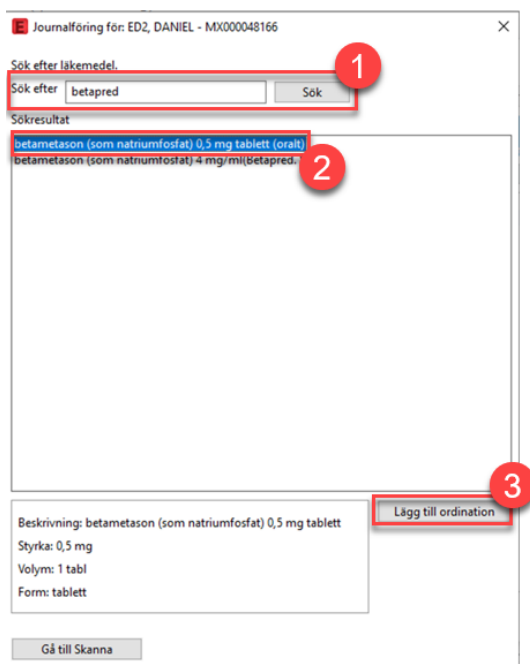 E Journalföring för: ED2, DANIEL - MX000048166
Sök efter läkemedel.
1
Sök efter betapred Sök
Sökresultat
betametason (som natriumfosfat) 0,5 mg tablett (oralt)
betametason (som natriumfosfat) 4 mg/ml(Betapred.
2
3
Lägg till ordination
Beskrivning: betametason (som natriumfosfat) 0,5 mg tablett
Styrka: 0,5 mg
Volym: 1 tabl
Form: tablett
Gå till Skanna